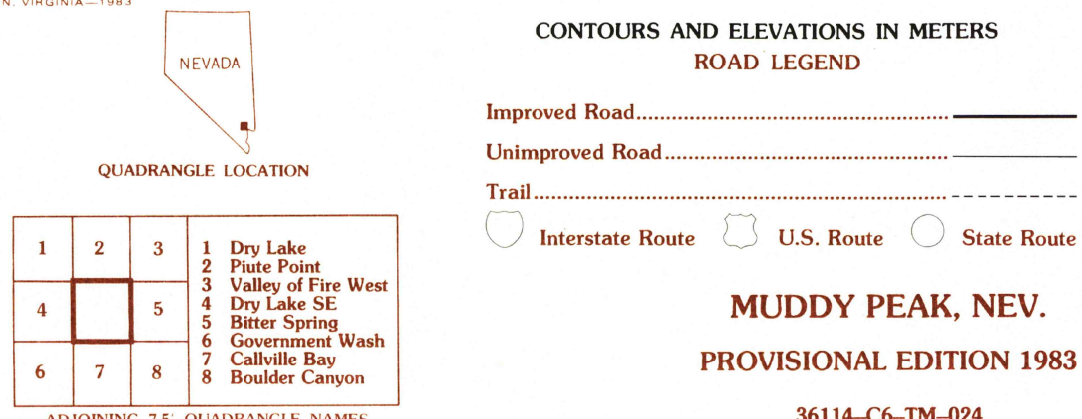 N, VIRGINIA—1983
NEVADA
QUADRANGLE LOCATION
1 2 3
4 5
6 7 8
1 Dry Lake
2 Piute Point
3 Valley of Fire West
4 Dry Lake SE
5 Bitter Spring
6 Government Wash
7 Callville Bay
8 Boulder Canyon
ADJOINING 7.5′ QUADRANGLE NAMES
CONTOURS AND ELEVATIONS IN METERS
ROAD LEGEND
Improved Road
Unimproved Road
Trail
Interstate Route U.S. Route State Route
MUDDY PEAK, NEV.
PROVISIONAL EDITION 1983
36114–C6–TM–024